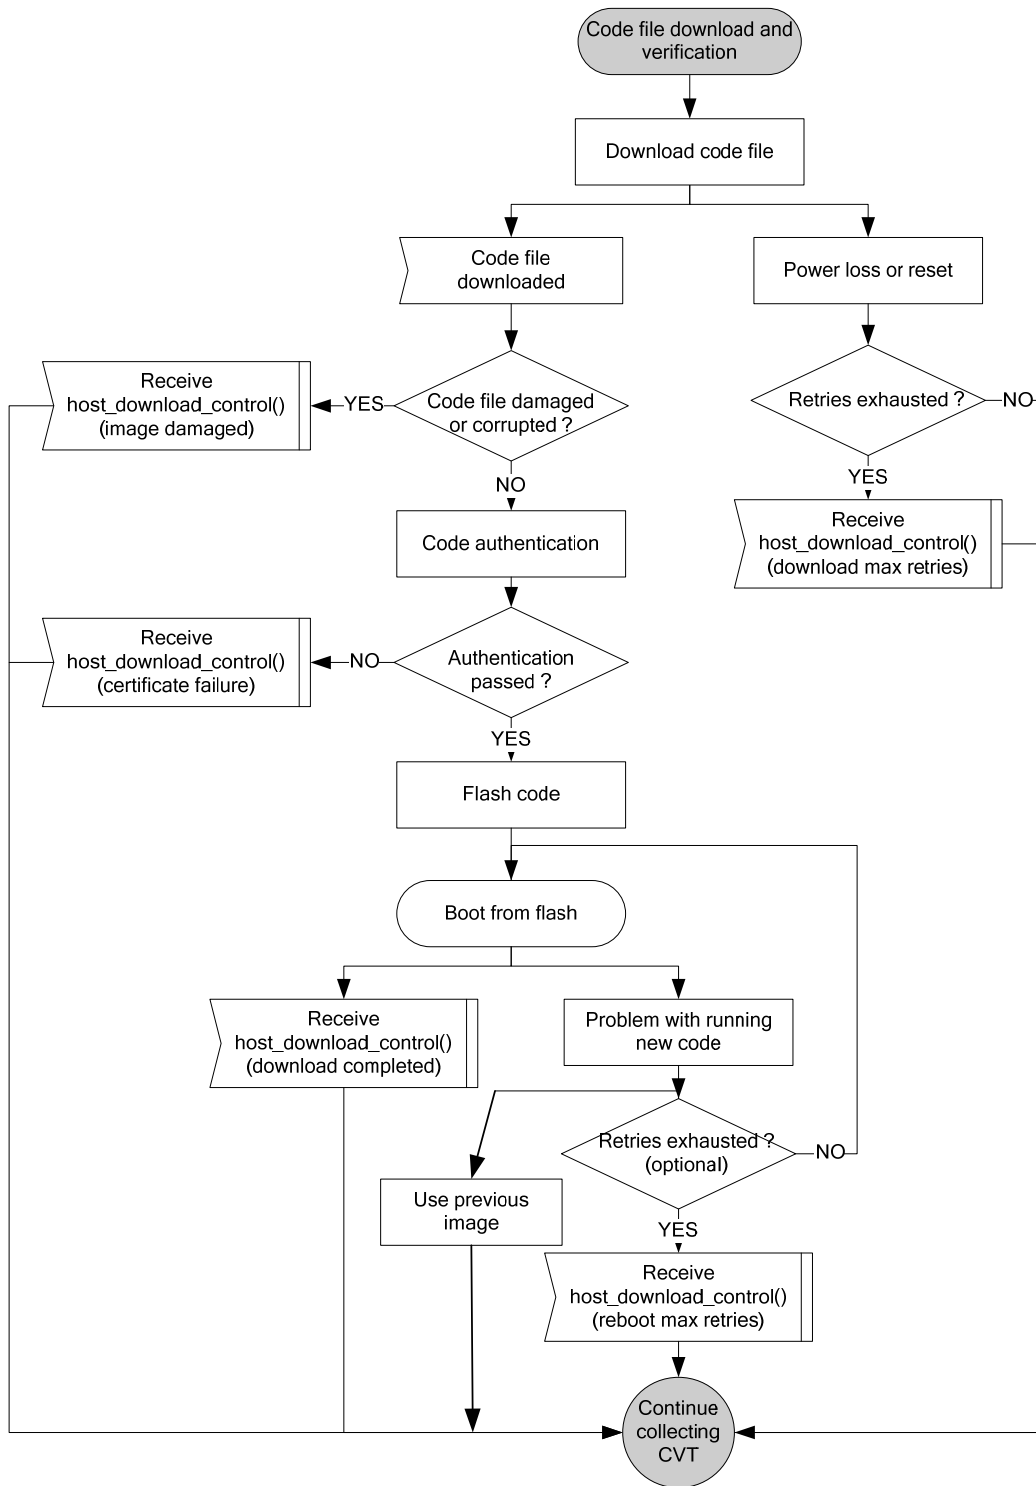 Code file download and
verification
Download code file
Code file
downloaded
Power loss or reset
Receive
host_download_control()
(image damaged)
YES
Code file damaged
or corrupted ?
Retries exhausted ?
NO
YES
NO
Receive
host_download_control()
(download max retries)
Code authentication
Receive
host_download_control()
(certificate failure)
NO
Authentication
passed ?
YES
Flash code
Boot from flash
Receive
host_download_control()
(download completed)
Problem with running
new code
Retries exhausted ?
(optional)
NO
Use previous
image
YES
Receive
host_download_control()
(reboot max retries)
Continue
collecting
CVT